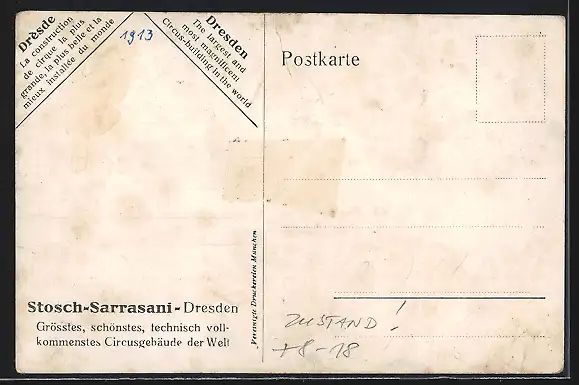 Dresde
La construction
de cirque la plus
grande, la plus belle et la
mieux installée du monde
1913
Dresden
The largest and
most magnificent
Circus-building in the world
Postkarte
Stosch-Sarrasani-Dresden
Grösstes, schönstes, technisch voll-
kommenstes Circusgebäude der Welt
Vereinigte Druckereien München
ZUSTAND!
+8-18